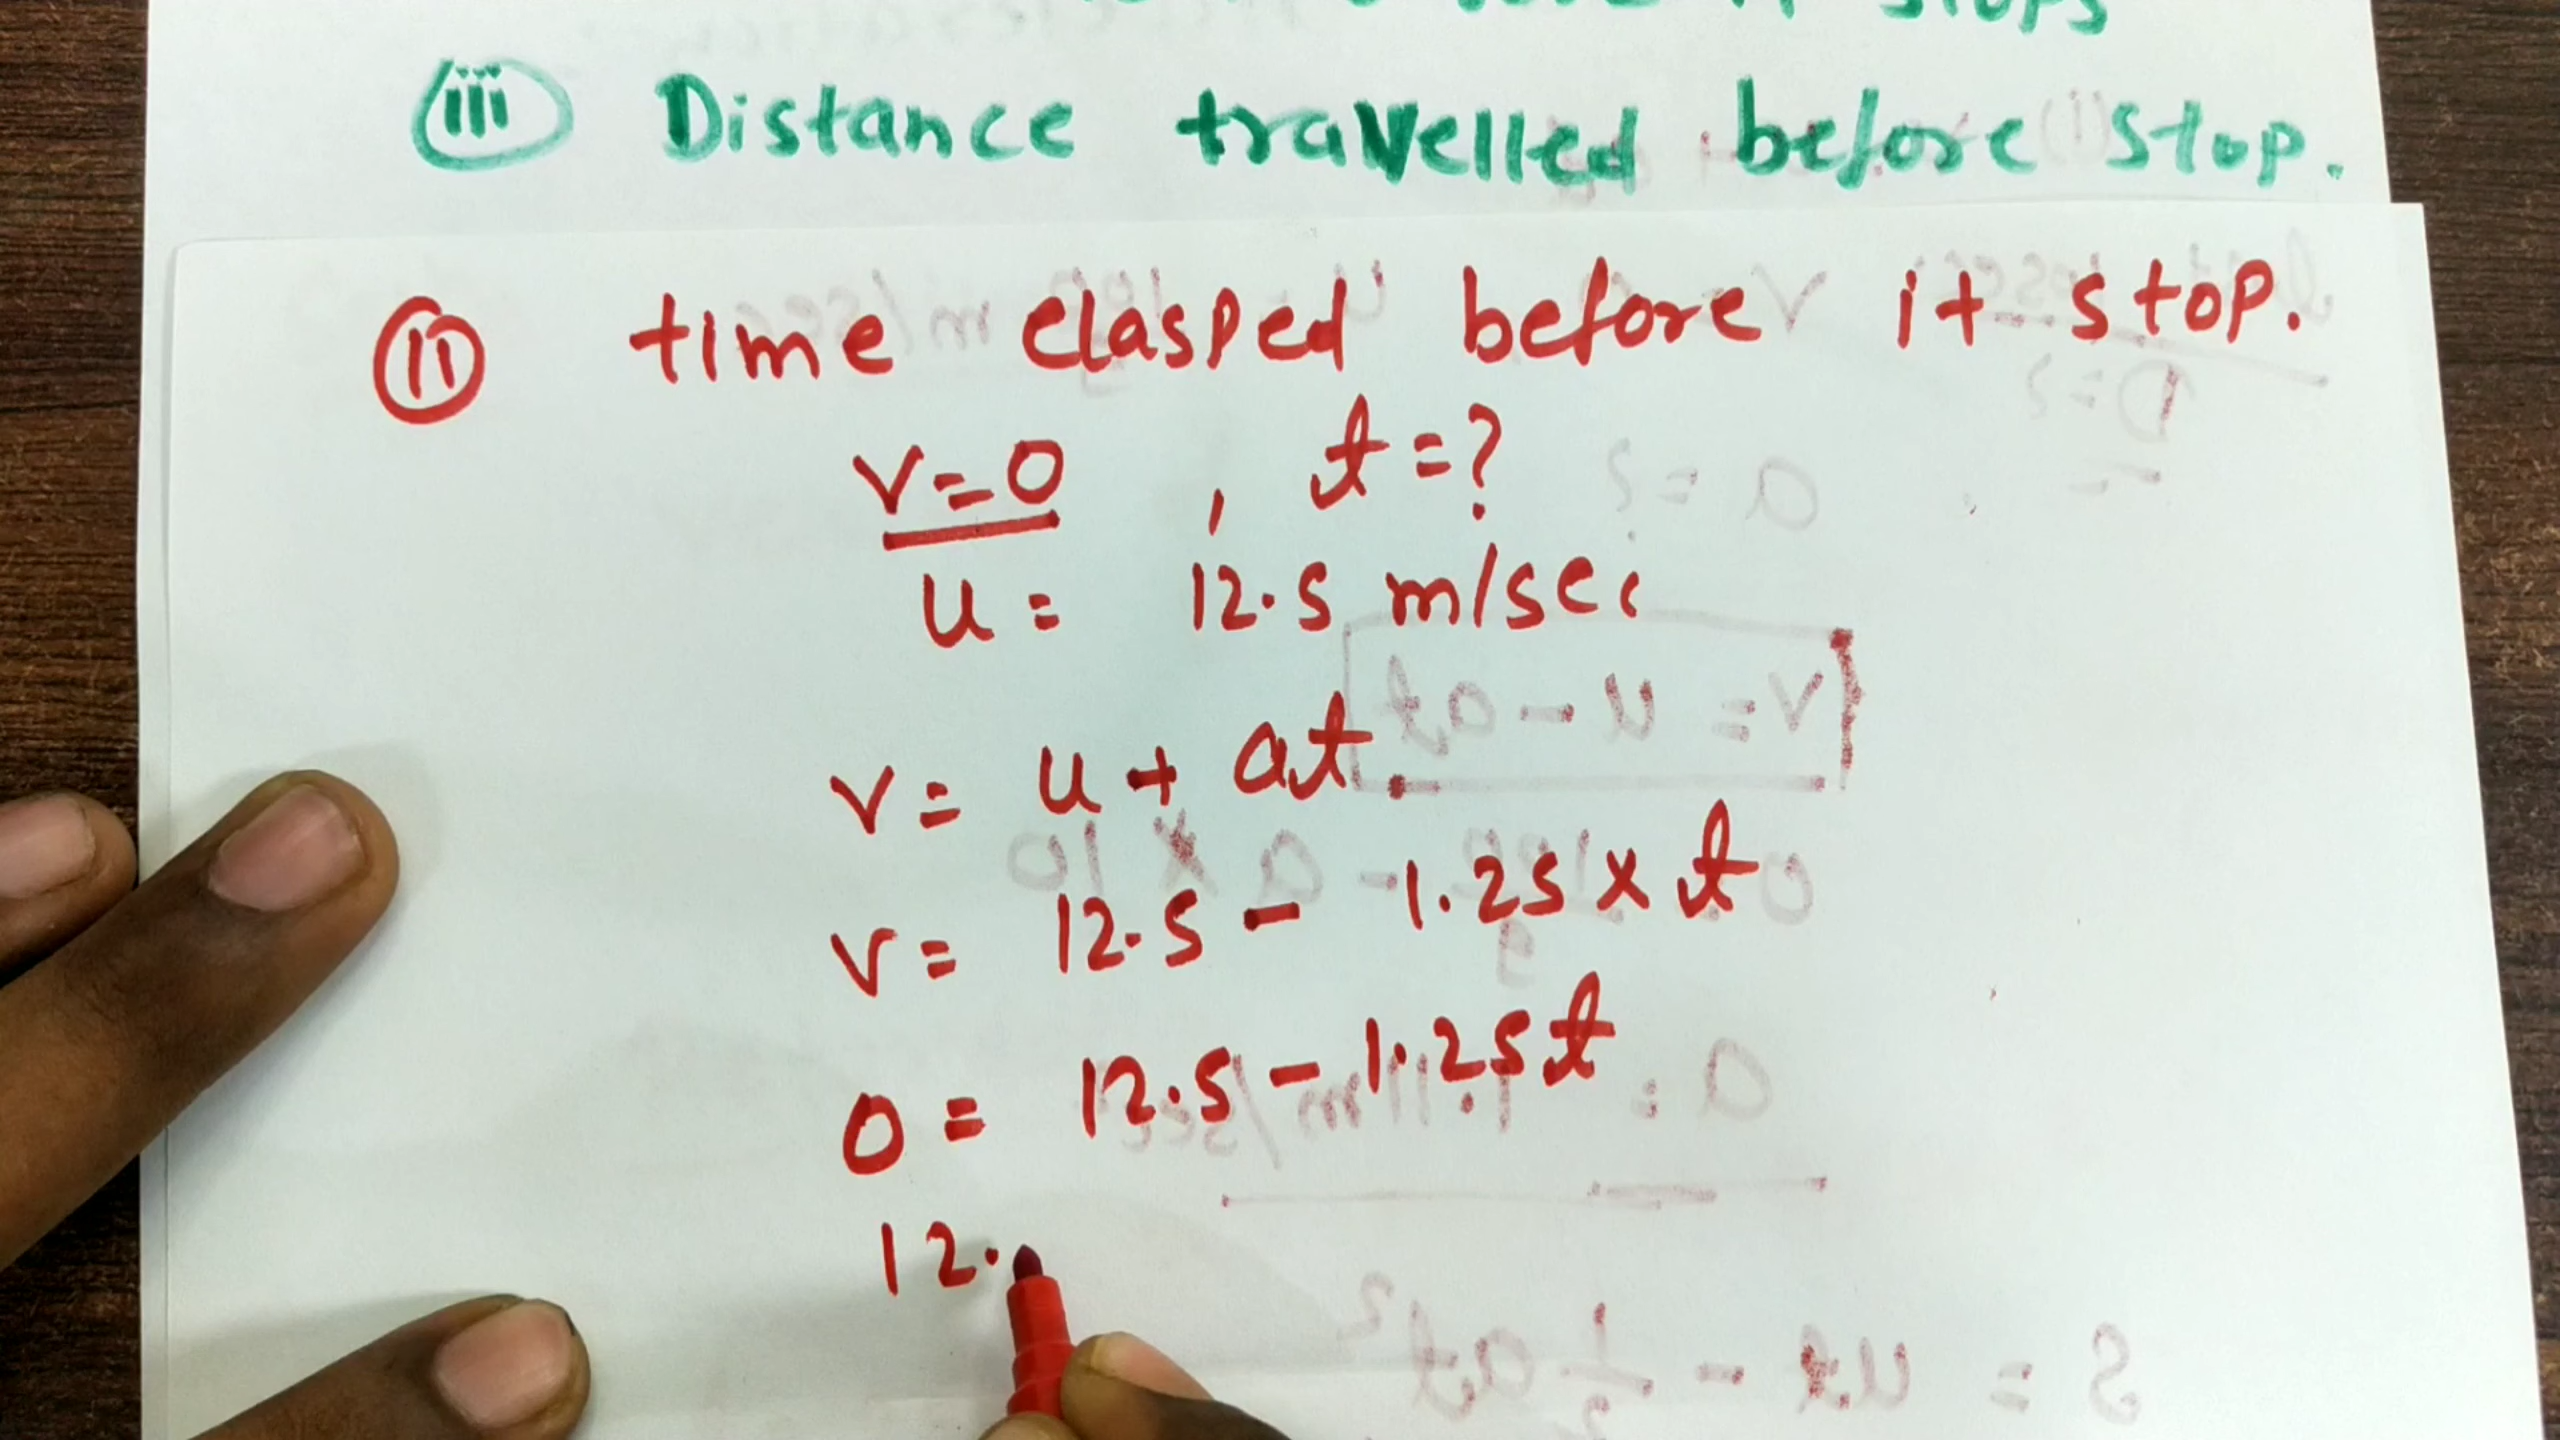 stops
(iii) Distance travelled before stop.
(ii) time elasped before it stop.
v=0 , t=?
u= 12.5 m/sec
v= u + at
v= 12.5 - 1.25 x t
0 = 12.5 - 1.25t
12.